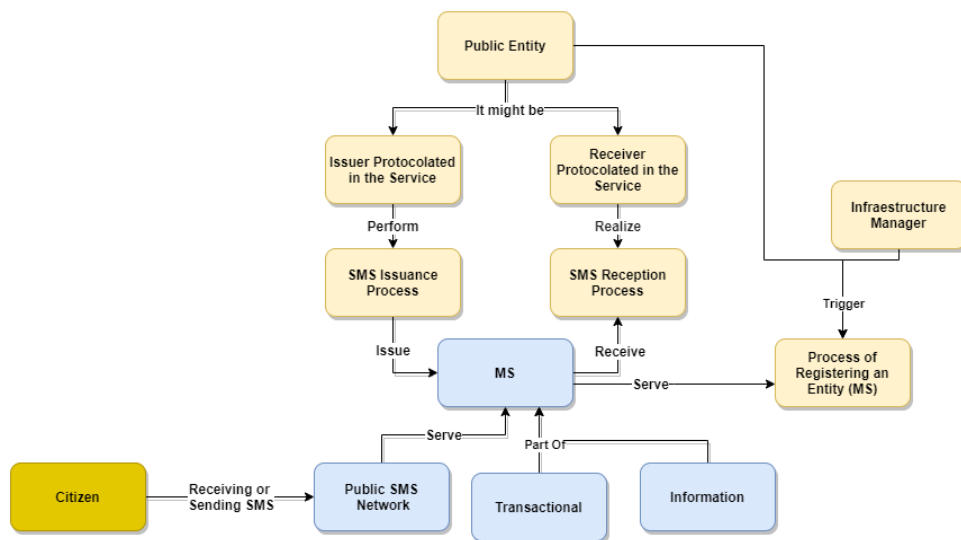 Public Entity
It might be
Issuer Protocolated
in the Service
Receiver
Protocolated in the
Service
Infraestructure
Manager
Perform
Realize
SMS Issuance
Process
SMS Reception
Process
Trigger
Issue
MS
Receive
Process of
Registering an
Entity (MS)
Serve
Serve
Part Of
Citizen
Receiving or
Sending SMS
Public SMS
Network
Transactional
Information